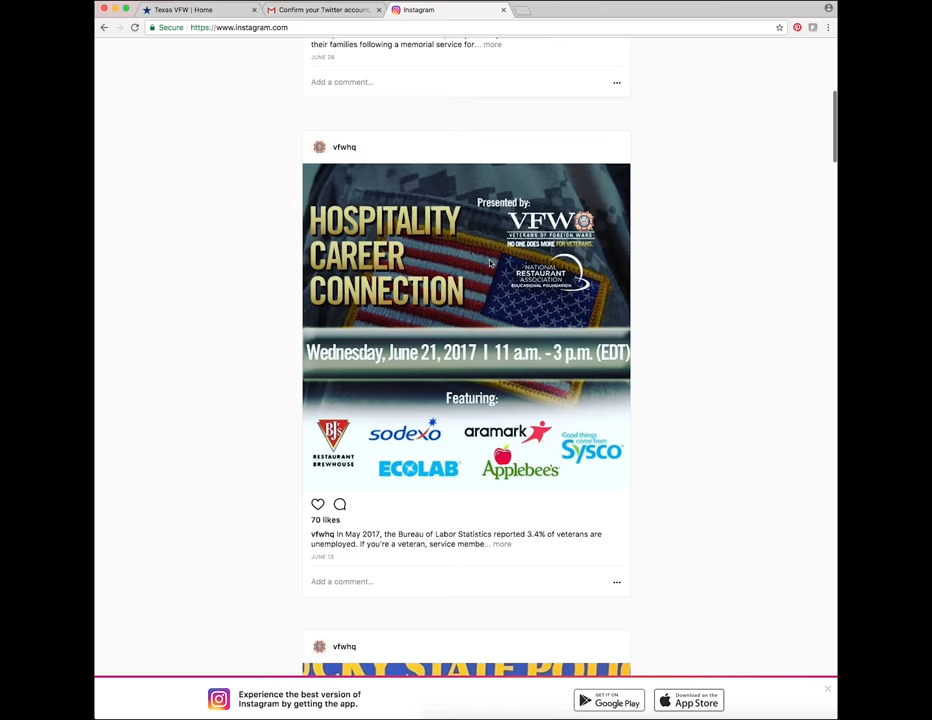 Texas VFW | Home
Confirm your Twitter account
Instagram
Secure
https://www.instagram.com
their families following a memorial service for... more
JUNE 28
Add a comment...
vfwhq
HOSPITALITY
CAREER
CONNECTION
Presented by:
VFW
VETERANS OF FOREIGN WARS
NO ONE DOES MORE FOR VETERANS.
NATIONAL
RESTAURANT
ASSOCIATION
EDUCATIONAL FOUNDATION
Wednesday, June 21, 2017 | 11 a.m. - 3 p.m. (EDT)
Featuring:
BJ's
RESTAURANT
BREWHOUSE
sodexo
aramark
Good things
come from
Sysco
ECOLAB
Applebee's
70 likes
vfwhq In May 2017, the Bureau of Labor Statistics reported 3.4% of veterans are
unemployed. If you're a veteran, service membe... more
JUNE 13
Add a comment...
vfwhq
Experience the best version of
Instagram by getting the app.
GET IT ON
Google Play
Download on the
App Store